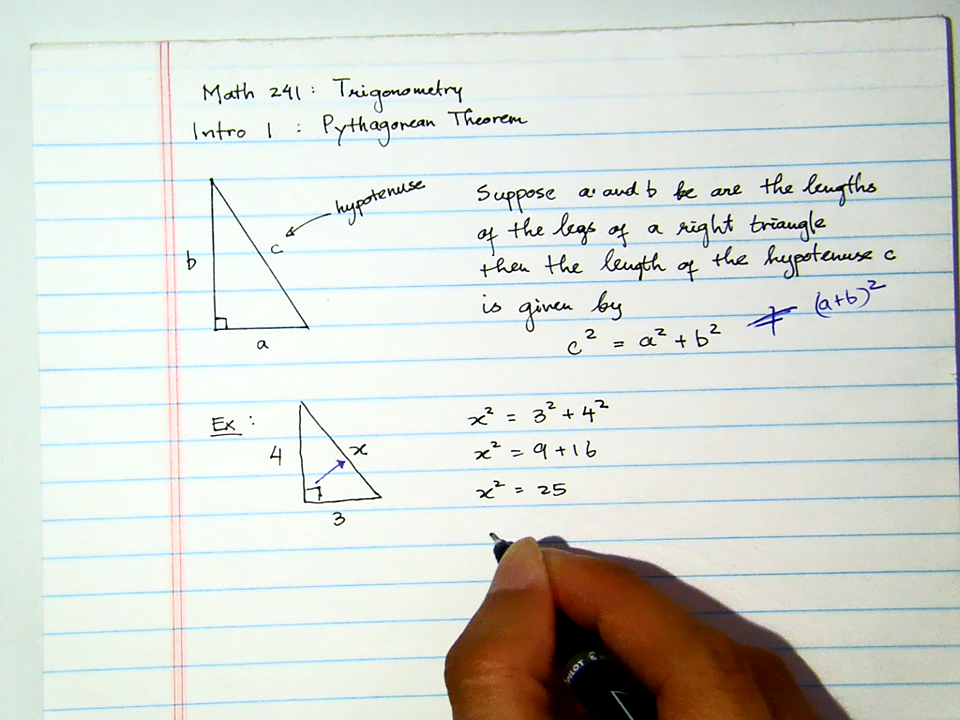 Math 241 : Trigonometry
Intro 1 : Pythagorean Theorem
hypotenuse
b
c
a
Suppose a and b be are the lengths
of the legs of a right triangle
then the length of the hypotenuse c
is given by
c² = a² + b² ≠ (a+b)²
Ex :
4
x
3
x² = 3² + 4²
x² = 9 + 16
x² = 25
PILOT